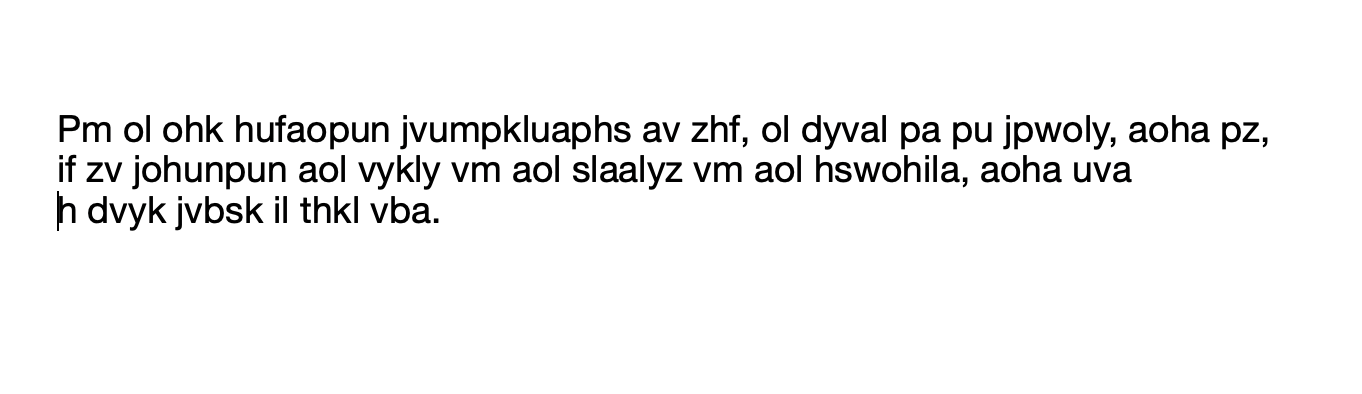 Pm ol ohk hufaopun jvumpkluaphs av zhf, ol dyval pa pu jpwoly, aoha pz,
if zv johunpun aol vykly vm aol slaalyz vm aol hswohila, aoha uva
h dvyk jvbsk il thkl vba.